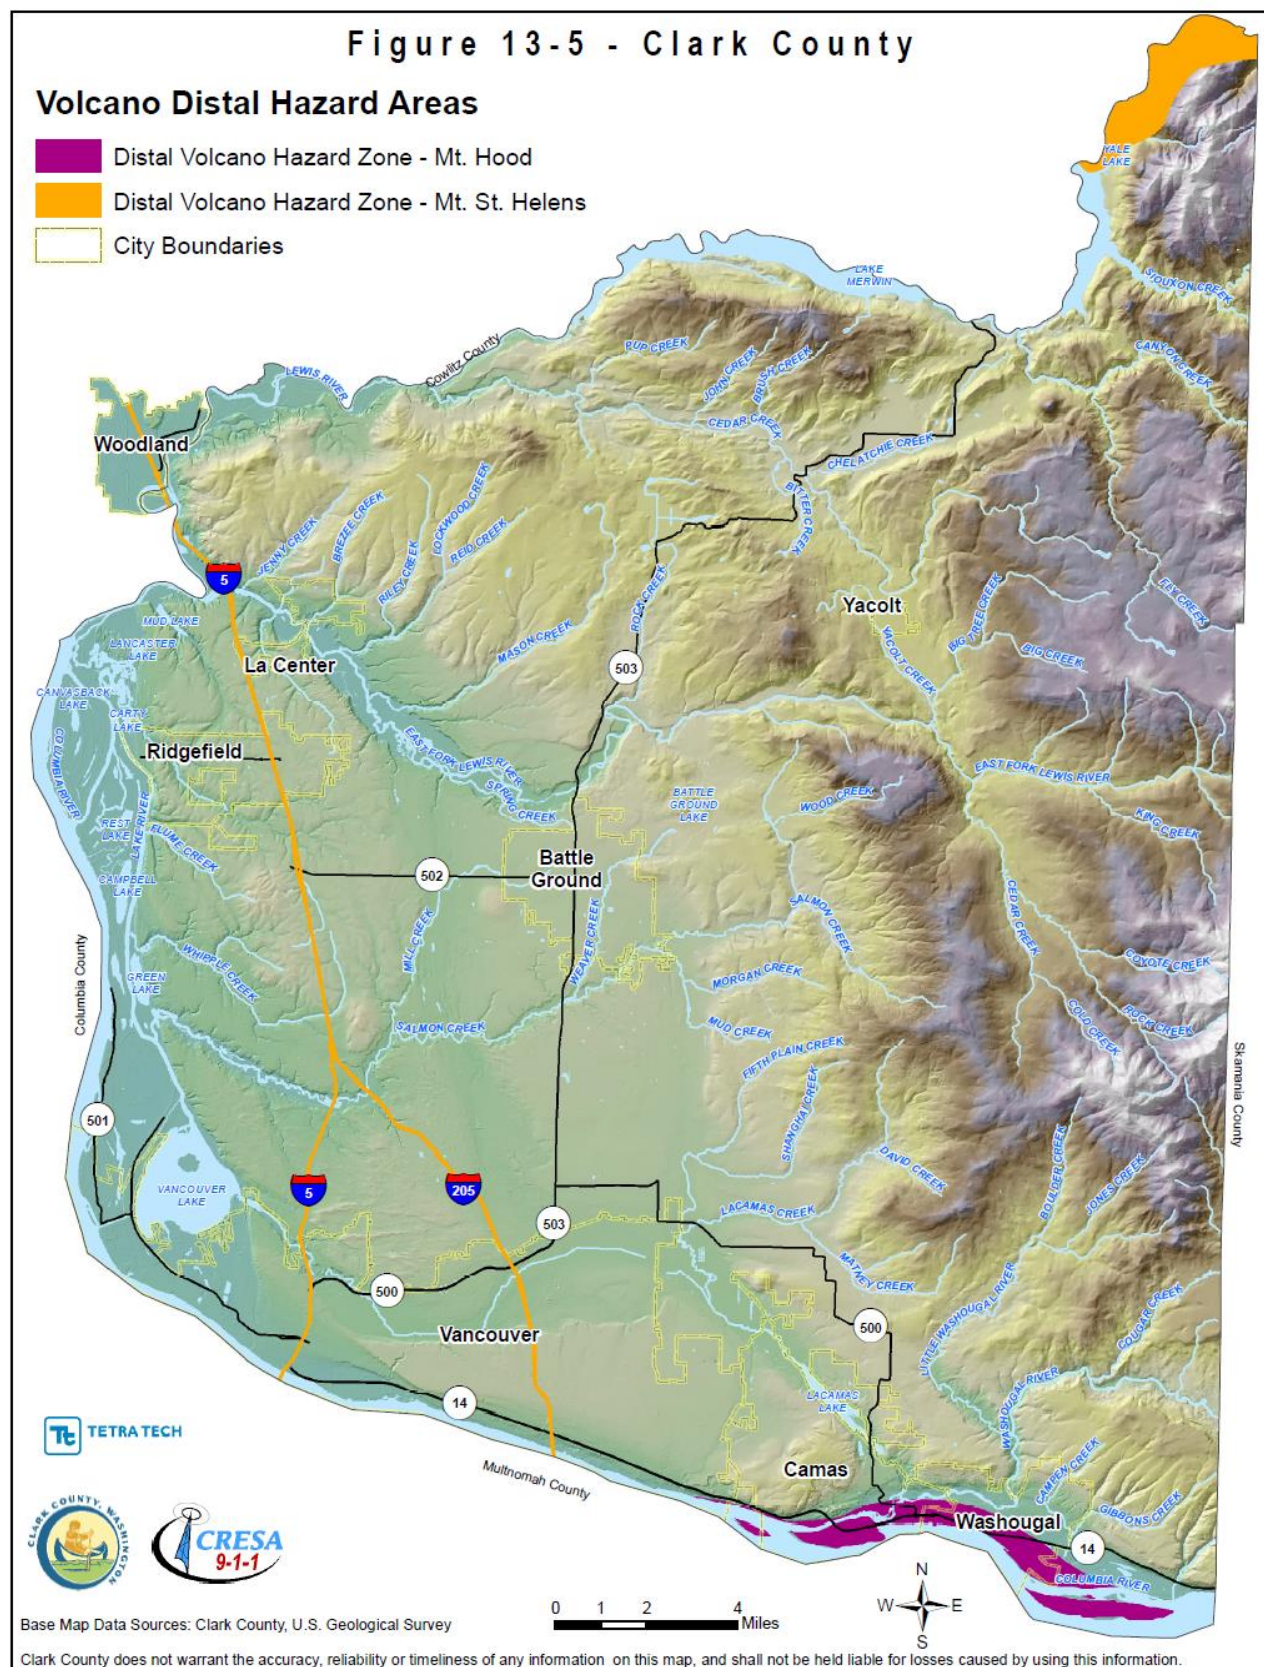 Figure 13-5 - Clark County
Volcano Distal Hazard Areas
Distal Volcano Hazard Zone - Mt. Hood
Distal Volcano Hazard Zone - Mt. St. Helens
City Boundaries
YALE
LAKE
SIOUXON CREEK
LAKE
MERWIN
CANYON CREEK
PUP CREEK
JOHN CREEK
BRUSH CREEK
Cowlitz County
LEWIS RIVER
CEDAR CREEK
CHELATCHIE CREEK
Woodland
BITTER CREEK
LOCKWOOD CREEK
BREZEE CREEK
JENNY CREEK
REID CREEK
RILEY CREEK
5
ROCK CREEK
FLY CREEK
Yacolt
BIG TREE CREEK
MUD LAKE
LANCASTER
LAKE
MASON CREEK
YACOLT CREEK
BIG CREEK
La Center
503
CANVASBACK
LAKE
CARTY
LAKE
COLUMBIA RIVER
Ridgefield
EAST FORK LEWIS RIVER
EAST FORK LEWIS RIVER
SPRING CREEK
BATTLE
GROUND
LAKE
WOOD CREEK
KING CREEK
REST
LAKE
LAKE RIVER
FLUME CREEK
Battle
Ground
502
CAMPBELL
LAKE
CEDAR CREEK
SALMON CREEK
MILL CREEK
WEAVER CREEK
WHIPPLE CREEK
GREEN
LAKE
MORGAN CREEK
COYOTE CREEK
Columbia County
SALMON CREEK
MUD CREEK
COLD CREEK
ROCK CREEK
FIFTH PLAIN CREEK
SHANGHAI CREEK
Skamania County
501
BOULDER CREEK
DAVID CREEK
JONES CREEK
VANCOUVER
LAKE
5
205
LACAMAS CREEK
503
MATNEY CREEK
500
500
LITTLE WASHOUGAL RIVER
COUGAR CREEK
Vancouver
14
LACAMAS
LAKE
WASHOUGAL RIVER
Tt TETRA TECH
Multnomah County
Camas
CAMPEN CREEK
GIBBONS CREEK
Washougal
14
COLUMBIA RIVER
CLARK COUNTY, WASHINGTON
CRESA
9-1-1
N
W E
S
0 1 2 4
Miles
Base Map Data Sources: Clark County, U.S. Geological Survey
Clark County does not warrant the accuracy, reliability or timeliness of any information on this map, and shall not be held liable for losses caused by using this information.